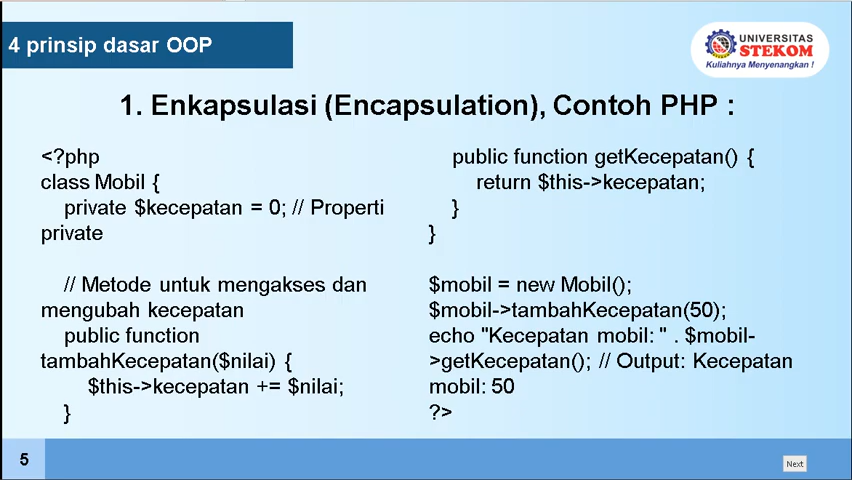 4 prinsip dasar OOP
UNIVERSITAS
STEKOM
Kuliahnya Menyenangkan !
1. Enkapsulasi (Encapsulation), Contoh PHP :
<?php
class Mobil {
private $kecepatan = 0; // Properti
private
// Metode untuk mengakses dan
mengubah kecepatan
public function
tambahKecepatan($nilai) {
$this->kecepatan += $nilai;
}
public function getKecepatan() {
return $this->kecepatan;
}
}
$mobil = new Mobil();
$mobil->tambahKecepatan(50);
echo "Kecepatan mobil: " . $mobil-
>getKecepatan(); // Output: Kecepatan
mobil: 50
?>
5
Next